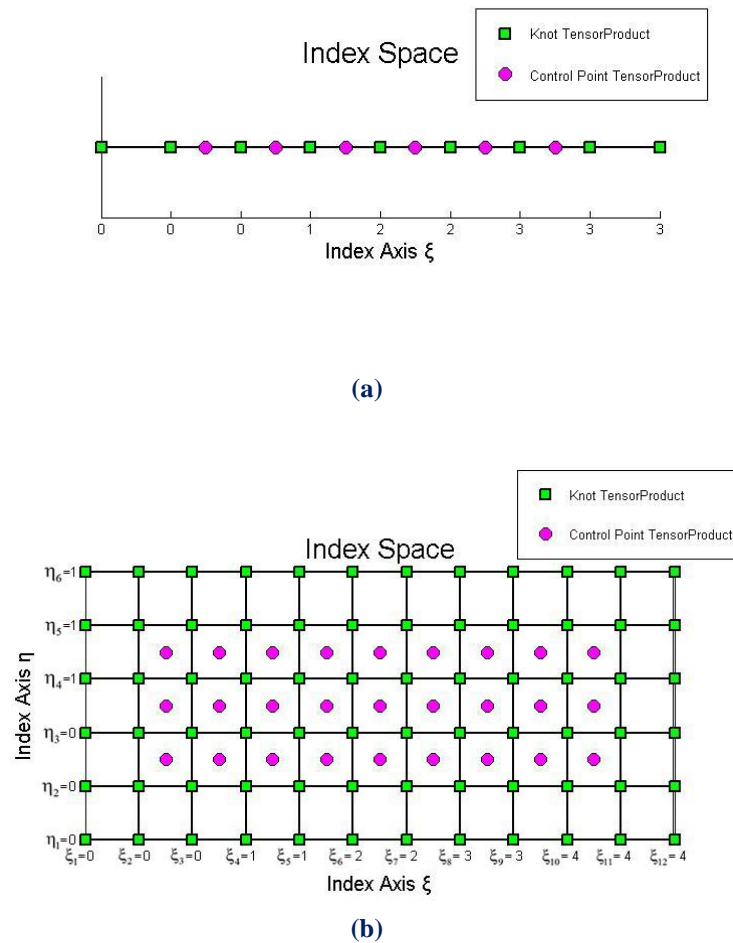 Knot TensorProduct
Control Point TensorProduct
Index Space
0 0 0 1 2 2 3 3 3
Index Axis ξ
(a)
Knot TensorProduct
Control Point TensorProduct
Index Space
η₆=1
η₅=1
η₄=1
η₃=0
η₂=0
η₁=0
Index Axis η
ξ₁=0 ξ₂=0 ξ₃=0 ξ₄=1 ξ₅=1 ξ₆=2 ξ₇=2 ξ₈=3 ξ₉=3 ξ₁₀=4 ξ₁₁=4 ξ₁₂=4
Index Axis ξ
(b)